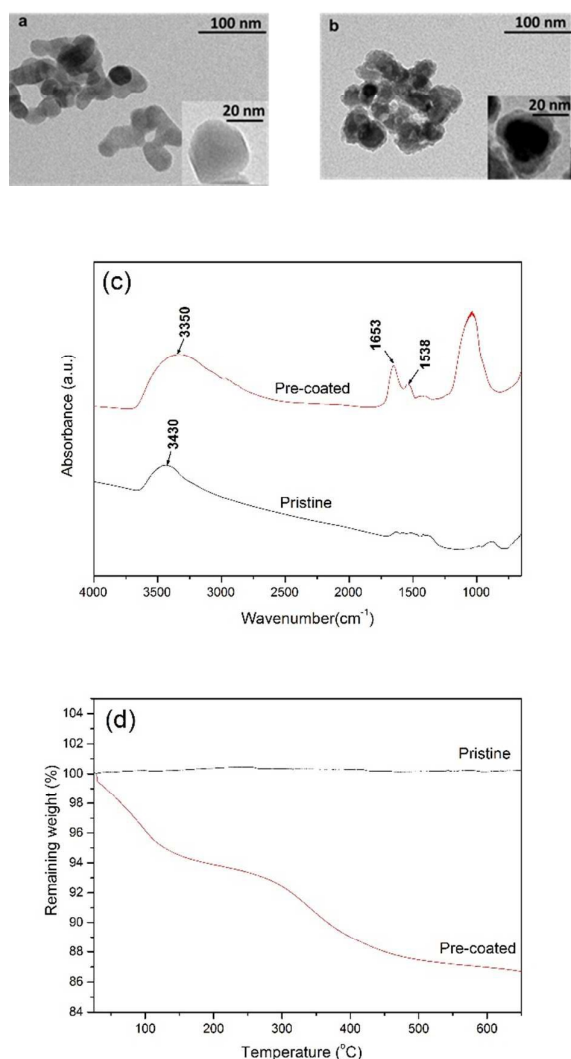 a
100 nm
20 nm
b
100 nm
20 nm
(c)
3350
1653
1538
Pre-coated
3430
Pristine
Absorbance (a.u.)
4000 3500 3000 2500 2000 1500 1000
Wavenumber(cm⁻¹)
(d)
104
102
100
98
96
94
92
90
88
86
84
Pristine
Pre-coated
Remaining weight (%)
100 200 300 400 500 600
Temperature (°C)